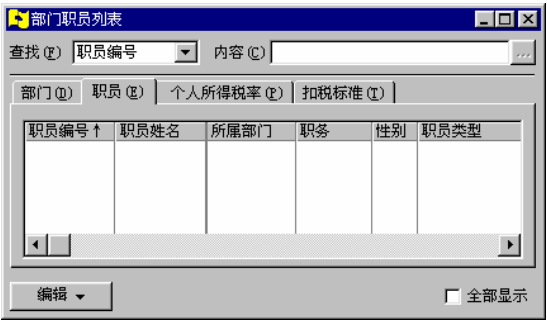 部门职员列表
查找(F) 职员编号 内容(C) ...
部门(D) 职员(E) 个人所得税率(P) 扣税标准(T)
职员编号↑ 职员姓名 所属部门 职务 性别 职员类型
编辑 全部显示